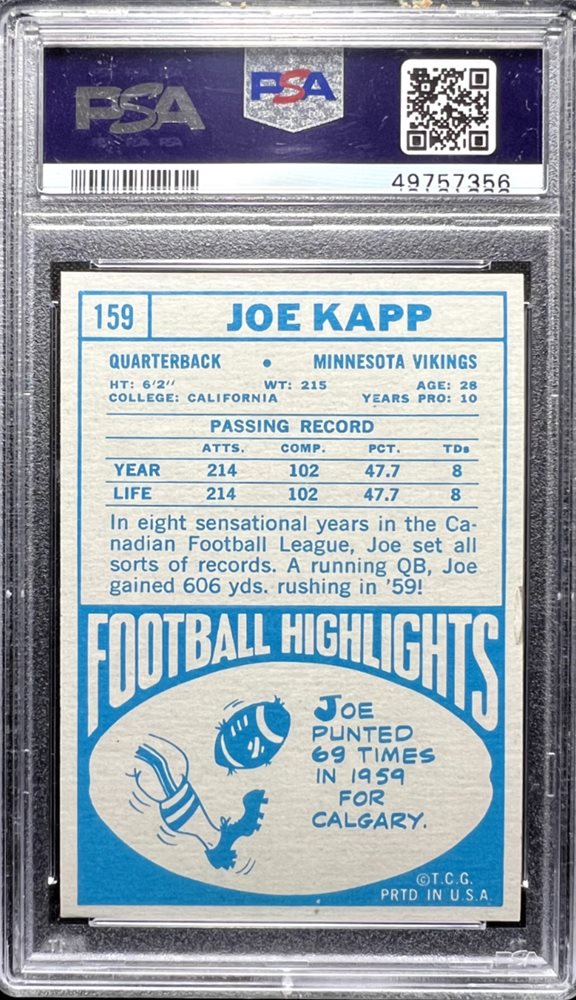 PSA
PSA
49757356
159 JOE KAPP
QUARTERBACK • MINNESOTA VIKINGS
HT: 6'2" WT: 215 AGE: 28
COLLEGE: CALIFORNIA YEARS PRO: 10
PASSING RECORD
ATTS. COMP. PCT. TDs
YEAR 214 102 47.7 8
LIFE 214 102 47.7 8
In eight sensational years in the Ca-
nadian Football League, Joe set all
sorts of records. A running QB, Joe
gained 606 yds. rushing in '59!
FOOTBALL HIGHLIGHTS
JOE
PUNTED
69 TIMES
IN 1959
FOR
CALGARY.
©T.C.G.
PRTD IN U.S.A.
PSA